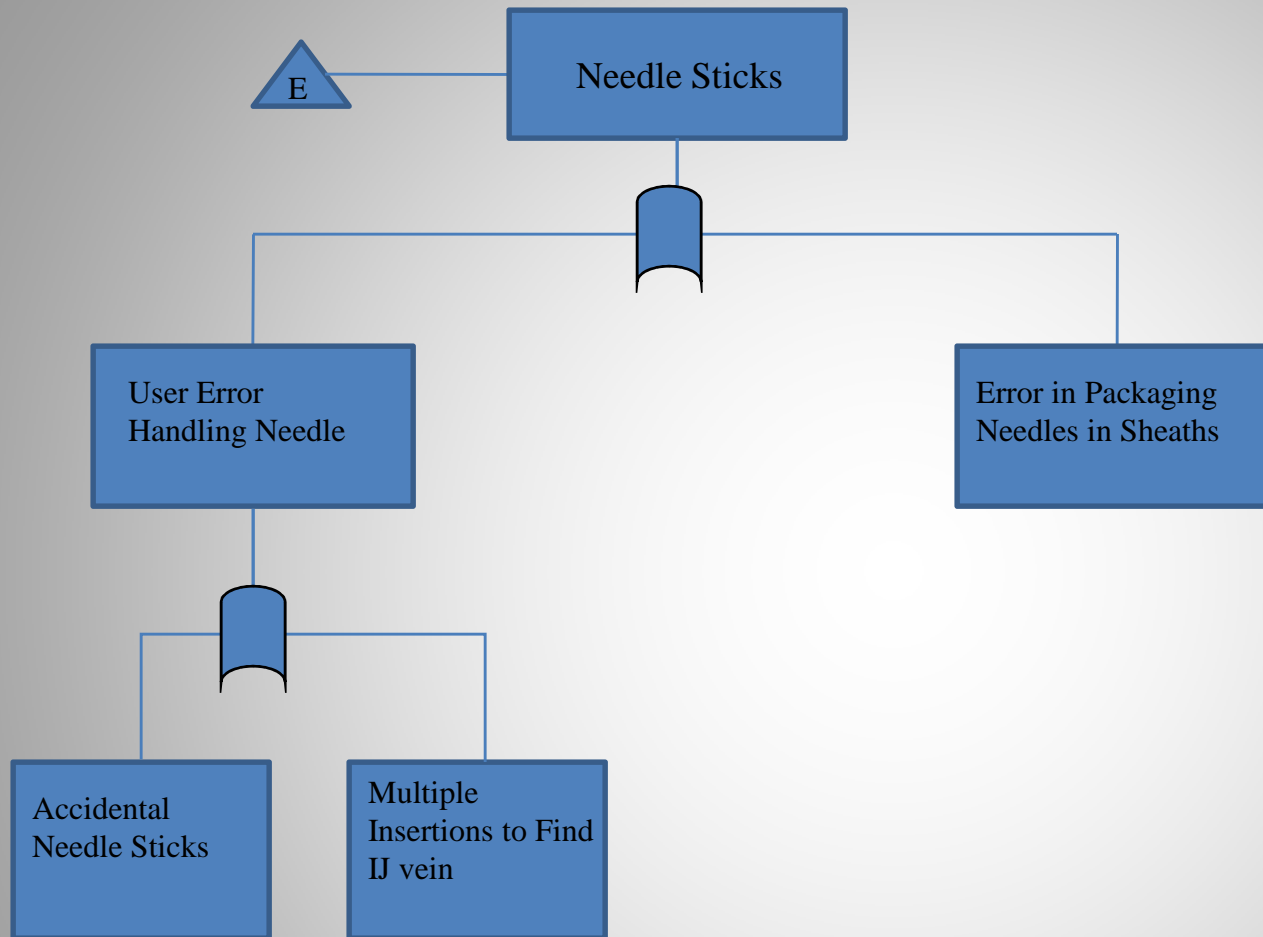 E
Needle Sticks
User Error
Handling Needle
Error in Packaging
Needles in Sheaths
Accidental
Needle Sticks
Multiple
Insertions to Find
IJ vein